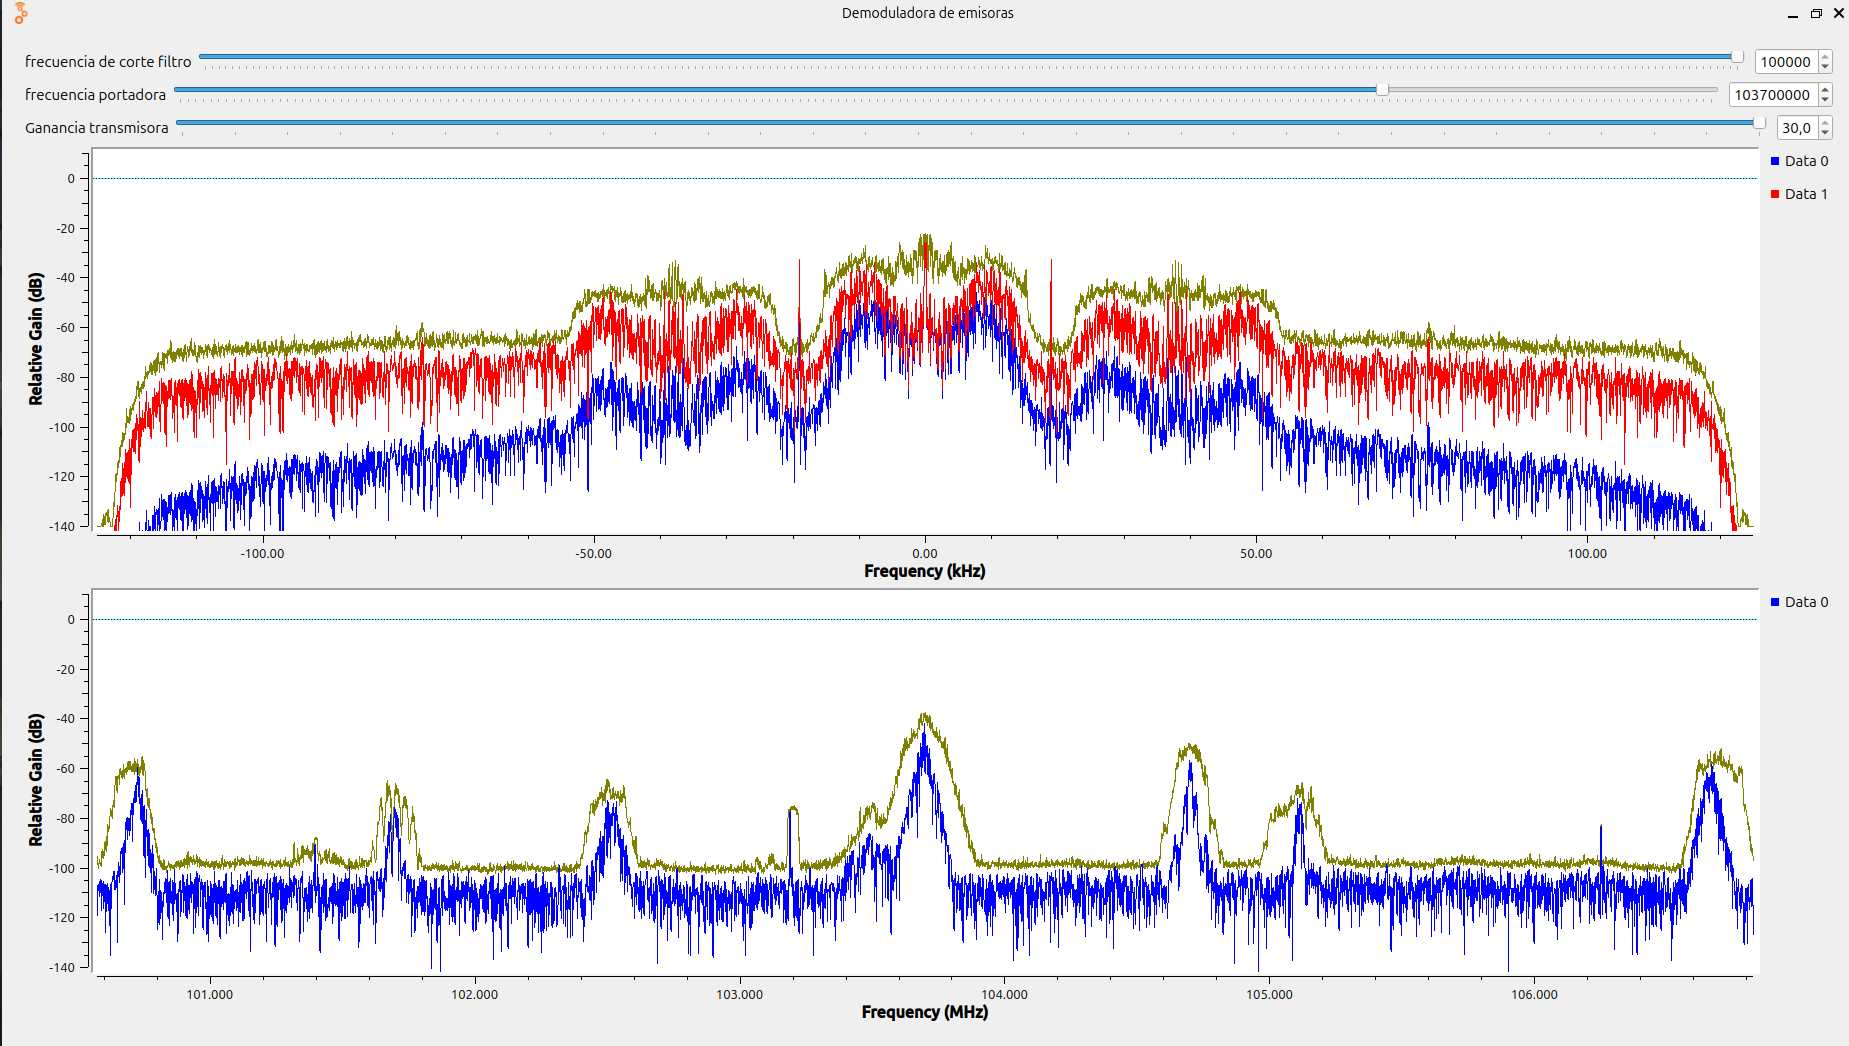 Demoduladora de emisoras
frecuencia de corte filtro 100000
frecuencia portadora 103700000
Ganancia transmisora 30,0
Data 0
Data 1
Relative Gain (dB)
0
-20
-40
-60
-80
-100
-120
-140
-100.00 -50.00 0.00 50.00 100.00
Frequency (kHz)
Data 0
Relative Gain (dB)
0
-20
-40
-60
-80
-100
-120
-140
101.000 102.000 103.000 104.000 105.000 106.000
Frequency (MHz)